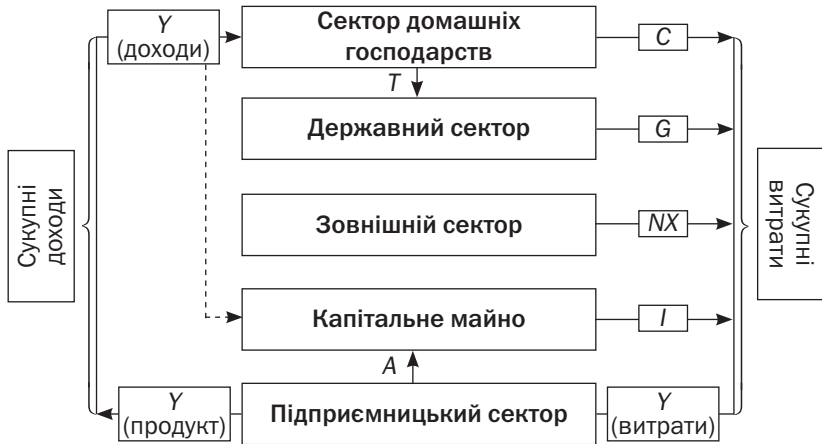 Y
(доходи)
Сектор домашніх
господарств
C
T
Державний сектор
G
Сукупні
доходи
Зовнішній сектор
NX
Сукупні
витрати
Капітальне майно
I
A
Y
(продукт)
Підприємницький сектор
Y
(витрати)